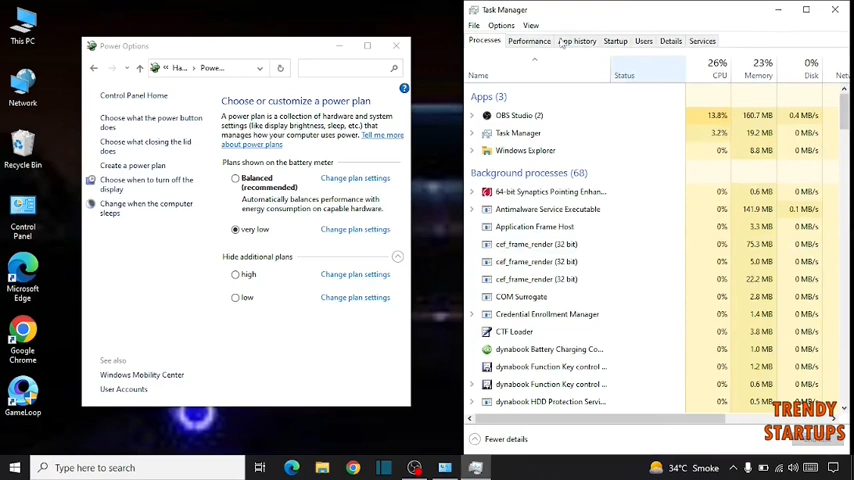 This PC
Network
Recycle Bin
Control
Panel
Microsoft
Edge
Google
Chrome
GameLoop
Power Options
Ha...
Powe...
Control Panel Home
Choose what the power button
does
Choose what closing the lid
does
Create a power plan
Choose when to turn off the
display
Change when the computer
sleeps
See also
Windows Mobility Center
User Accounts
Choose or customize a power plan
A power plan is a collection of hardware and system
settings (like display brightness, sleep, etc.) that
manages how your computer uses power. Tell me more
about power plans
Plans shown on the battery meter
Balanced Change plan settings
(recommended)
Automatically balances performance with
energy consumption on capable hardware.
very low Change plan settings
Hide additional plans
high Change plan settings
low Change plan settings
Task Manager
File Options View
Processes Performance App history Startup Users Details Services
26% 23% 0%
Name Status CPU Memory Disk
Apps (3)
OBS Studio (2) 13.8% 160.7 MB 0.4 MB/s
Task Manager 3.2% 19.2 MB 0 MB/s
Windows Explorer 0% 8.8 MB 0 MB/s
Background processes (68)
64-bit Synaptics Pointing Enhan... 0% 0.6 MB 0 MB/s
Antimalware Service Executable 0% 141.9 MB 0.1 MB/s
Application Frame Host 0% 3.3 MB 0 MB/s
cef_frame_render (32 bit) 0% 75.3 MB 0 MB/s
cef_frame_render (32 bit) 0% 5.0 MB 0 MB/s
cef_frame_render (32 bit) 0% 22.2 MB 0 MB/s
COM Surrogate 0% 2.8 MB 0 MB/s
Credential Enrollment Manager 0% 1.4 MB 0 MB/s
CTF Loader 0% 3.8 MB 0 MB/s
dynabook Battery Charging Co... 0% 1.0 MB 0 MB/s
dynabook Function Key control ... 0% 1.2 MB 0 MB/s
dynabook Function Key control ... 0% 0.6 MB 0 MB/s
dynabook HDD Protection Servi... 0% 0.5 MB 0 MB/s
Fewer details
TRENDY
STARTUPS
Type here to search
34°C Smoke